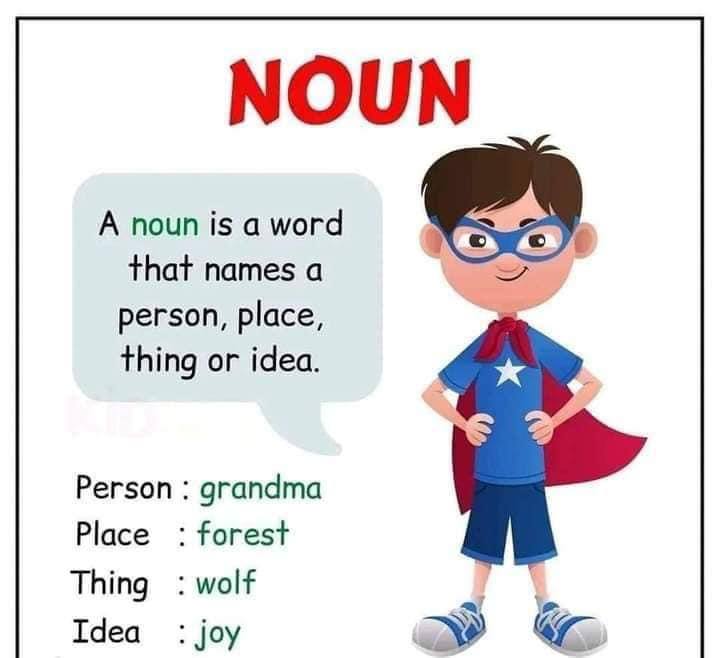 NOUN
A noun is a word
that names a
person, place,
thing or idea.
Person : grandma
Place : forest
Thing : wolf
Idea : joy